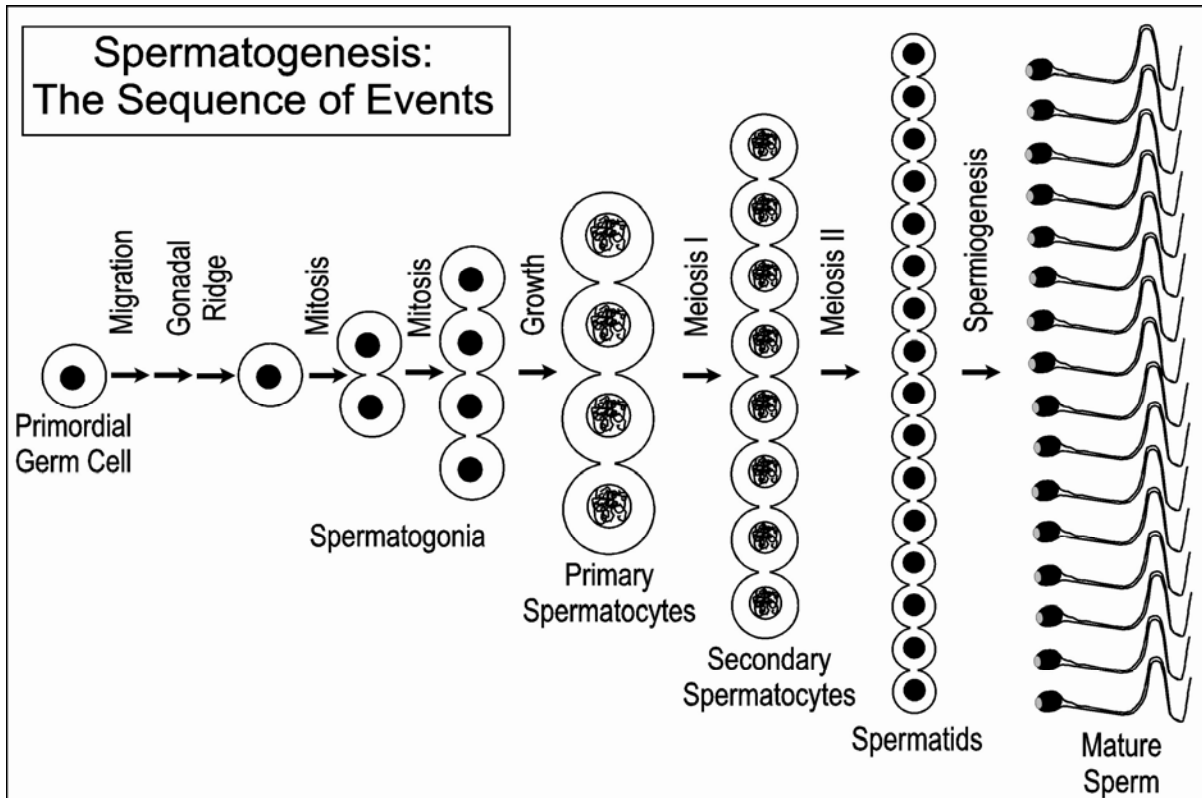 Spermatogenesis:
The Sequence of Events
Migration
Gonadal
Ridge
Mitosis
Mitosis
Growth
Meiosis I
Meiosis II
Spermiogenesis
Primordial
Germ Cell
Spermatogonia
Primary
Spermatocytes
Secondary
Spermatocytes
Spermatids
Mature
Sperm